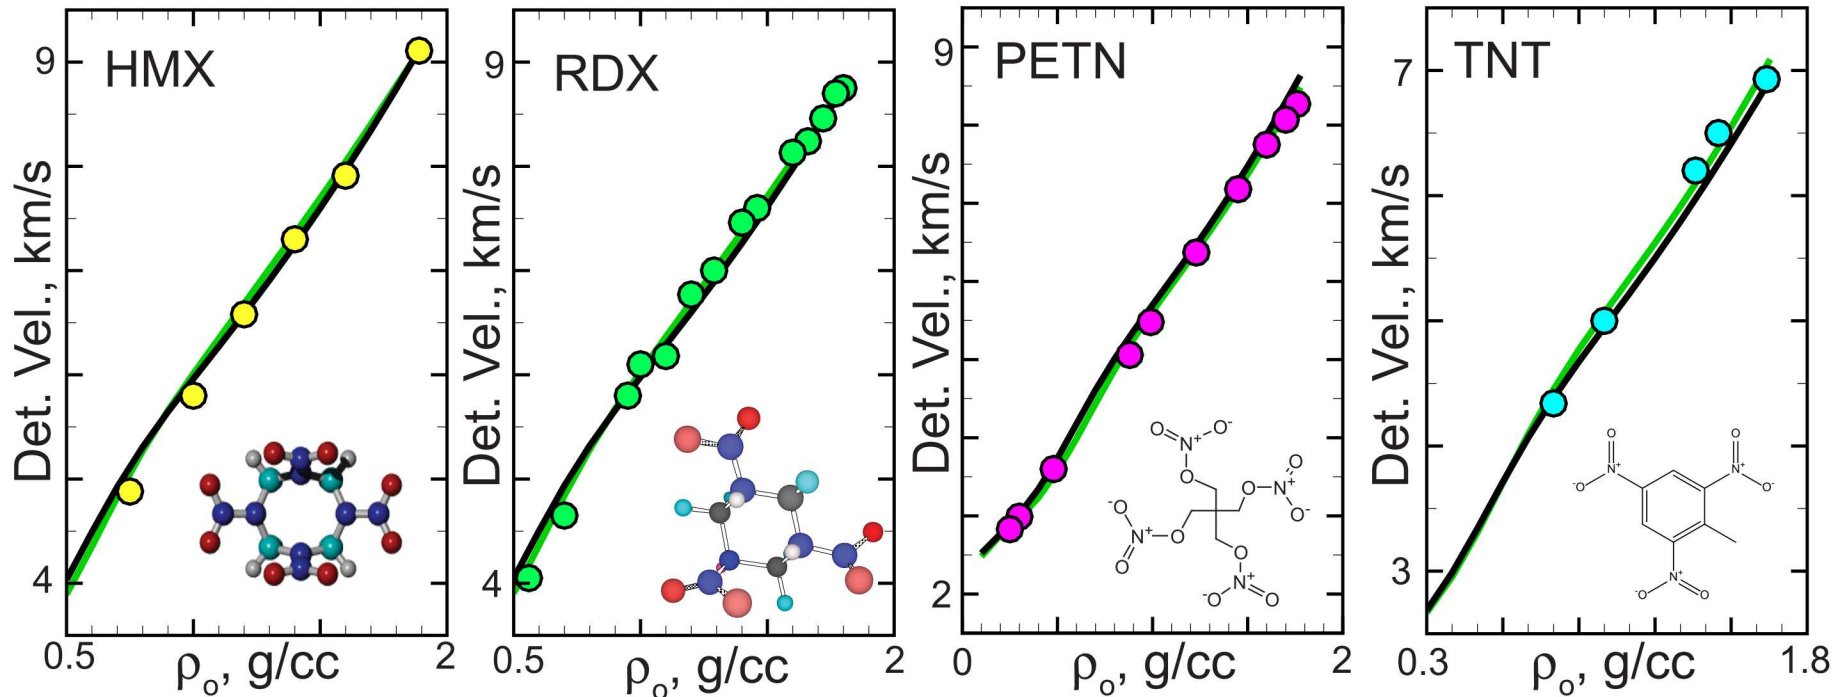 HMX
9
4
Det. Vel., km/s
0.5
2
ρo, g/cc
RDX
9
4
Det. Vel., km/s
0.5
2
ρo, g/cc
PETN
9
2
Det. Vel., km/s
0
2
ρo, g/cc
O
N+
O-
O
O
N+
O
O-
-O
N+
O
O
O
N+
-O
O
TNT
7
3
Det. Vel., km/s
0.3
1.8
ρo, g/cc
O
N+
-O
O
N+
O-
N+
-O
O